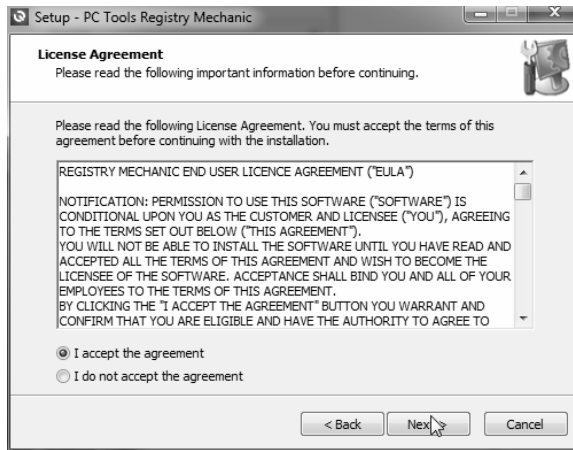 Setup - PC Tools Registry Mechanic
License Agreement
Please read the following important information before continuing.
Please read the following License Agreement. You must accept the terms of this
agreement before continuing with the installation.
REGISTRY MECHANIC END USER LICENCE AGREEMENT ("EULA")
NOTIFICATION: PERMISSION TO USE THIS SOFTWARE ("SOFTWARE") IS
CONDITIONAL UPON YOU AS THE CUSTOMER AND LICENSEE ("YOU"), AGREEING
TO THE TERMS SET OUT BELOW ("THIS AGREEMENT").
YOU WILL NOT BE ABLE TO INSTALL THE SOFTWARE UNTIL YOU HAVE READ AND
ACCEPTED ALL THE TERMS OF THIS AGREEMENT AND WISH TO BECOME THE
LICENSEE OF THE SOFTWARE. ACCEPTANCE SHALL BIND YOU AND ALL OF YOUR
EMPLOYEES TO THE TERMS OF THIS AGREEMENT.
BY CLICKING THE "I ACCEPT THE AGREEMENT" BUTTON YOU WARRANT AND
CONFIRM THAT YOU ARE ELIGIBLE AND HAVE THE AUTHORITY TO AGREE TO
I accept the agreement
I do not accept the agreement
< Back Next > Cancel